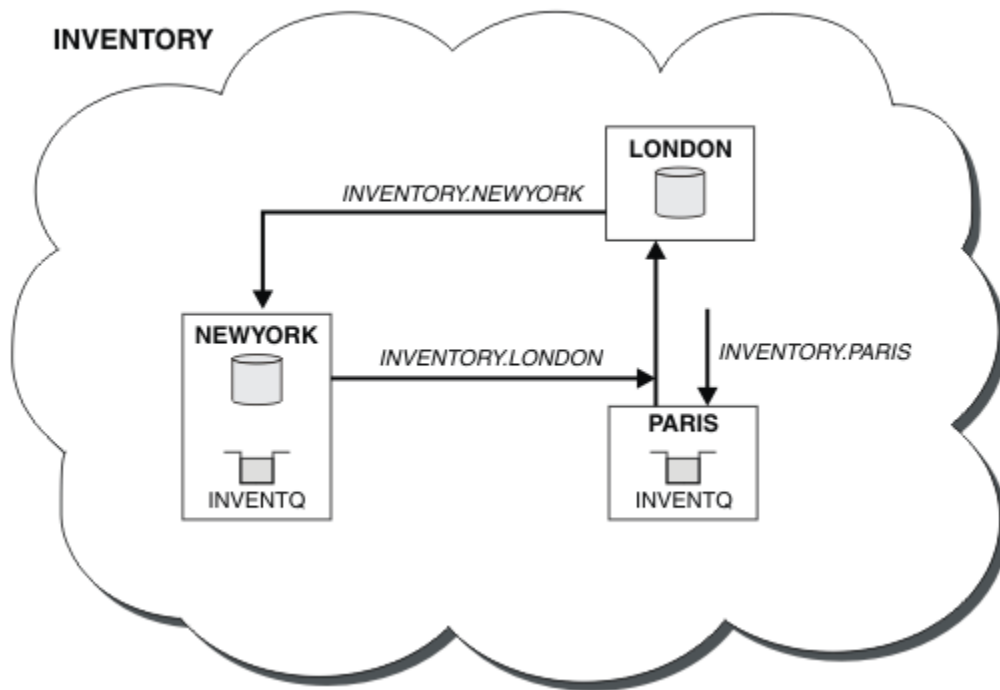 INVENTORY
LONDON
INVENTORY.NEWYORK
NEWYORK
INVENTORY.LONDON
INVENTORY.PARIS
PARIS
INVENTQ
INVENTQ